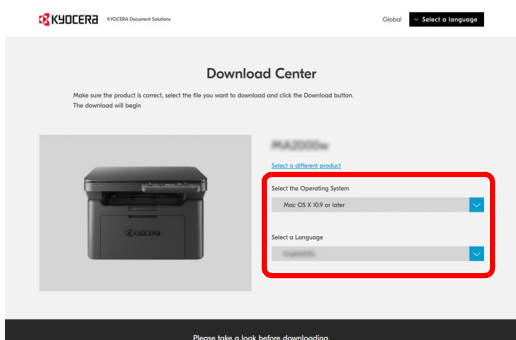 KYOCERA KYOCERA Document Solutions
Global Select a language
Download Center
Make sure the product is correct, select the file you want to download and click the Download button.
The download will begin
Select a different product
Select the Operating System
Mac OS X 10.9 or later
Select a Language
KYOCERA
Please take a look before downloading.